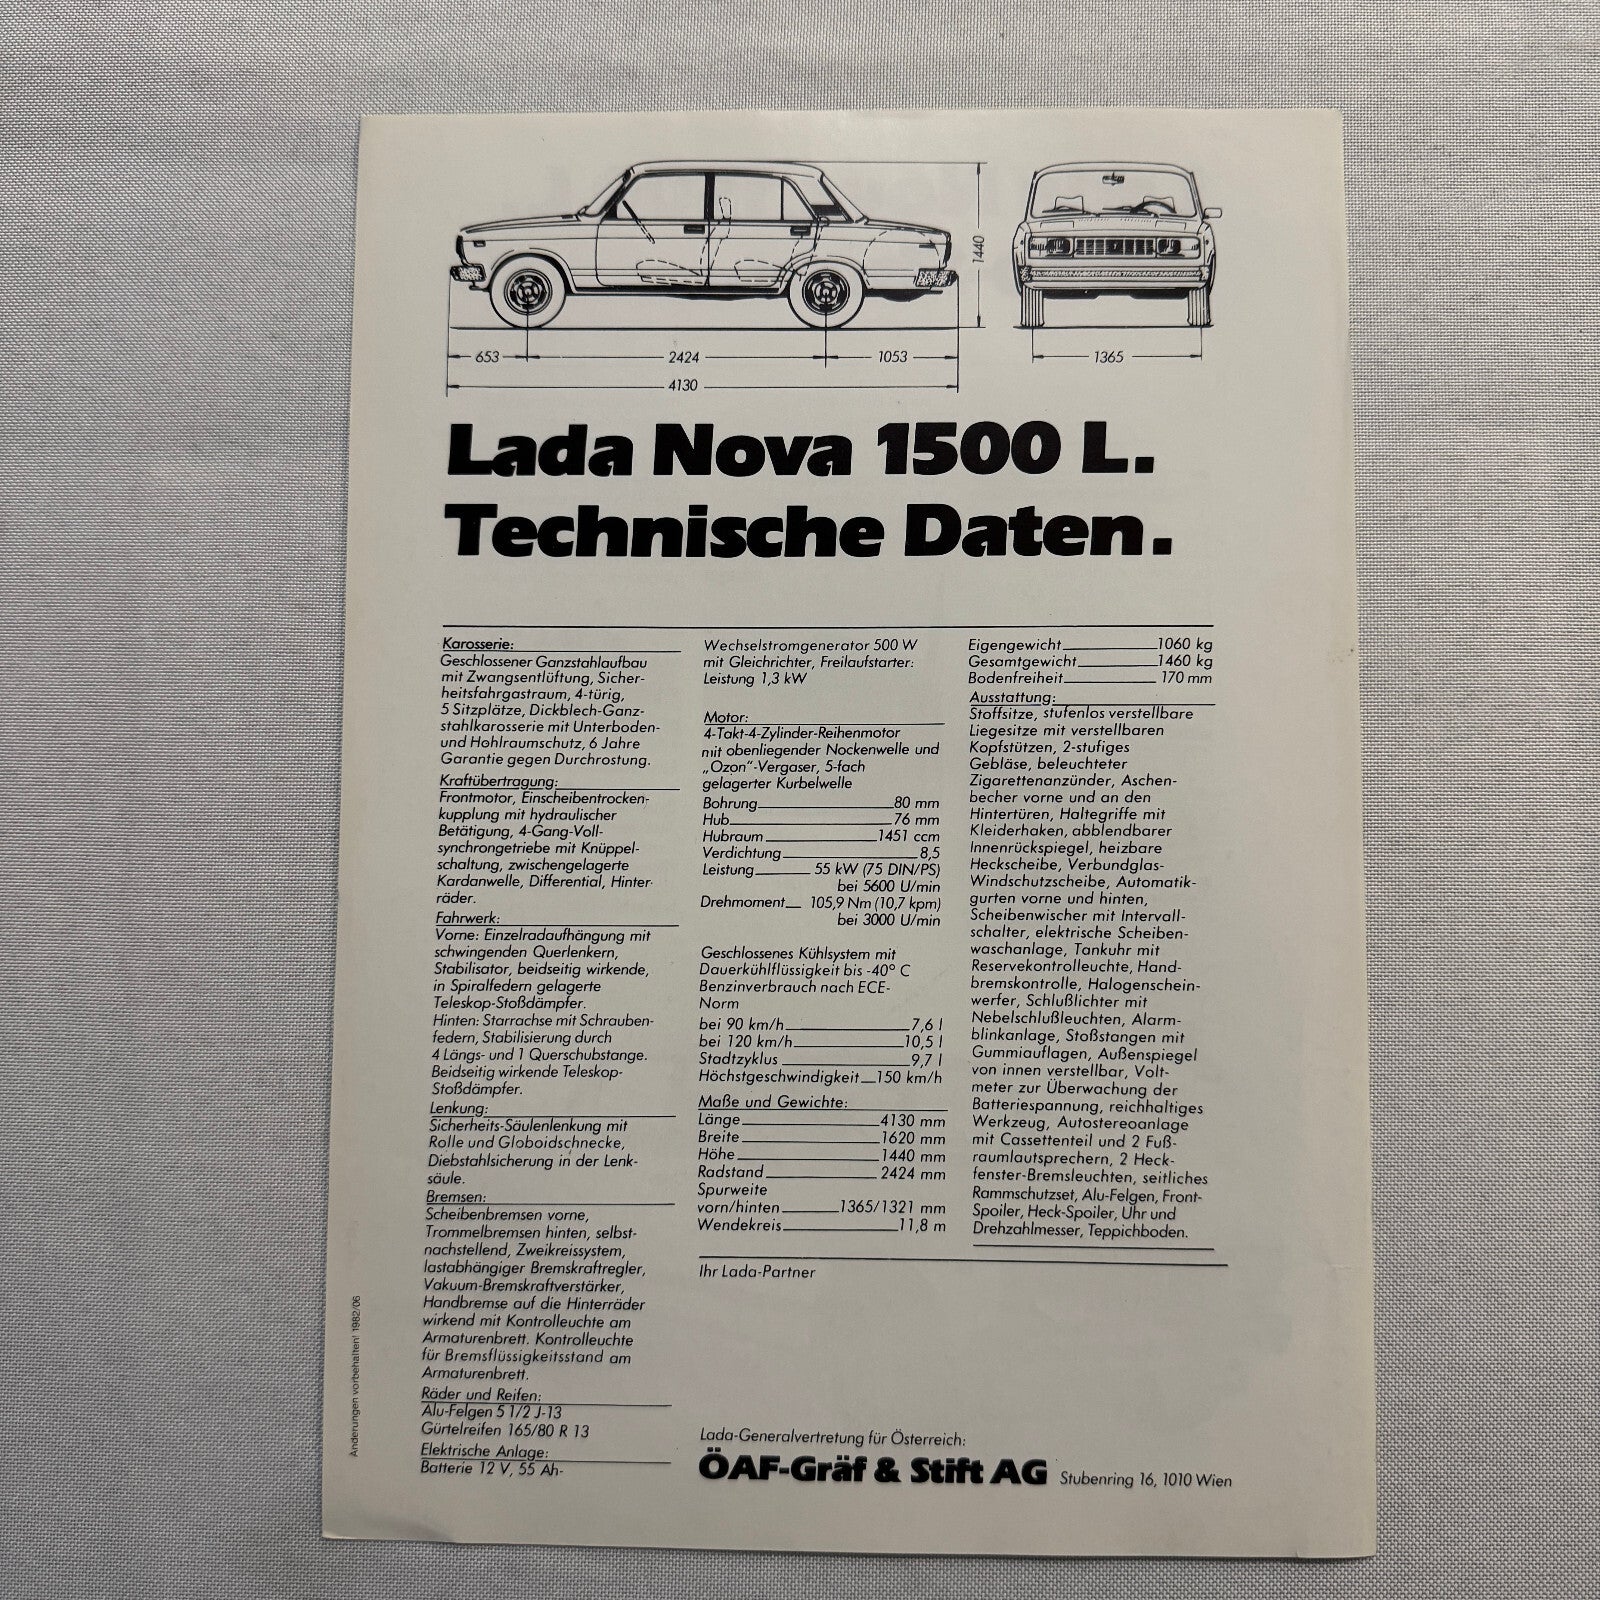 1440
653
2424
1053
1365
4130
Lada Nova 1500 L.
Technische Daten.
Karosserie:
Geschlossener Ganzstahlaufbau
mit Zwangsentlüftung, Sicher-
heitsfahrgastraum, 4-türig,
5 Sitzplätze, Dickblech-Ganz-
stahlkarosserie mit Unterboden-
und Hohlraumschutz, 6 Jahre
Garantie gegen Durchrostung.
Kraftübertragung:
Frontmotor, Einscheibentrocken-
kupplung mit hydraulischer
Betätigung, 4-Gang-Voll-
synchrongetriebe mit Knüppel-
schaltung, zwischengelagerte
Kardanwelle, Differential, Hinter-
räder.
Fahrwerk:
Vorne: Einzelradaufhängung mit
schwingenden Querlenkern,
Stabilisator, beidseitig wirkende,
in Spiralfedern gelagerte
Teleskop-Stoßdämpfer.
Hinten: Starrachse mit Schrauben-
federn, Stabilisierung durch
4 Längs- und 1 Querschubstange.
Beidseitig wirkende Teleskop-
Stoßdämpfer.
Lenkung:
Sicherheits-Säulenlenkung mit
Rolle und Globoidschnecke,
Diebstahlsicherung in der Lenk-
säule.
Bremsen:
Scheibenbremsen vorne,
Trommelbremsen hinten, selbst-
nachstellend, Zweikreissystem,
lastabhängiger Bremskraftregler,
Vakuum-Bremskraftverstärker,
Handbremse auf die Hinterräder
wirkend mit Kontrolleuchte am
Armaturenbrett. Kontrolleuchte
für Bremsflüssigkeitsstand am
Armaturenbrett.
Räder und Reifen:
Alu-Felgen 5 1/2 J-13
Gürtelreifen 165/80 R 13
Elektrische Anlage:
Batterie 12 V, 55 Ah-
Wechselstromgenerator 500 W
mit Gleichrichter, Freilaufstarter:
Leistung 1,3 kW
Motor:
4-Takt-4-Zylinder-Reihenmotor
mit obenliegender Nockenwelle und
„Ozon“-Vergaser, 5-fach
gelagerter Kurbelwelle
Bohrung 80 mm
Hub 76 mm
Hubraum 1451 ccm
Verdichtung 8,5
Leistung 55 kW (75 DIN/PS)
bei 5600 U/min
Drehmoment 105,9 Nm (10,7 kpm)
bei 3000 U/min
Geschlossenes Kühlsystem mit
Dauerkühlflüssigkeit bis -40° C
Benzinverbrauch nach ECE-
Norm
bei 90 km/h 7,6 l
bei 120 km/h 10,5 l
Stadtzyklus 9,7 l
Höchstgeschwindigkeit 150 km/h
Maße und Gewichte:
Länge 4130 mm
Breite 1620 mm
Höhe 1440 mm
Radstand 2424 mm
Spurweite
vorn/hinten 1365/1321 mm
Wendekreis 11,8 m
Eigengewicht 1060 kg
Gesamtgewicht 1460 kg
Bodenfreiheit 170 mm
Ausstattung:
Stoffsitze, stufenlos verstellbare
Liegesitze mit verstellbaren
Kopfstützen, 2-stufiges
Gebläse, beleuchteter
Zigarettenanzünder, Aschen-
becher vorne und an den
Hintertüren, Haltegriffe mit
Kleiderhaken, abblendbarer
Innenrückspiegel, heizbare
Heckscheibe, Verbundglas-
Windschutzscheibe, Automatik-
gurten vorne und hinten,
Scheibenwischer mit Intervall-
schalter, elektrische Scheiben-
waschanlage, Tankuhr mit
Reservekontrolleuchte, Hand-
bremskontrolle, Halogenschein-
werfer, Schlußlichter mit
Nebelschlußleuchten, Alarm-
blinkanlage, Stoßstangen mit
Gummiauflagen, Außenspiegel
von innen verstellbar, Volt-
meter zur Überwachung der
Batteriespannung, reichhaltiges
Werkzeug, Autostereoanlage
mit Cassettenteil und 2 Fuß-
raumlautsprechern, 2 Heck-
fenster-Bremsleuchten, seitliches
Rammschutzset, Alu-Felgen, Front-
Spoiler, Heck-Spoiler, Uhr und
Drehzahlmesser, Teppichboden.
Ihr Lada-Partner
Lada-Generalvertretung für Österreich:
ÖAF-Gräf & Stift AG Stubenring 16, 1010 Wien
Änderungen vorbehalten! 1982/06